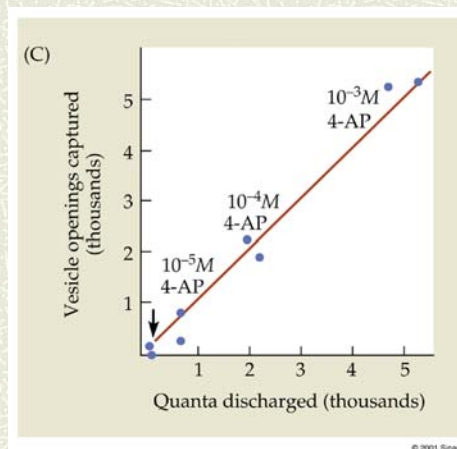 (C)
Vesicle openings captured
(thousands)
5
4
3
2
1
10⁻³M
4-AP
10⁻⁴M
4-AP
10⁻⁵M
4-AP
1 2 3 4 5
Quanta discharged (thousands)
© 2001